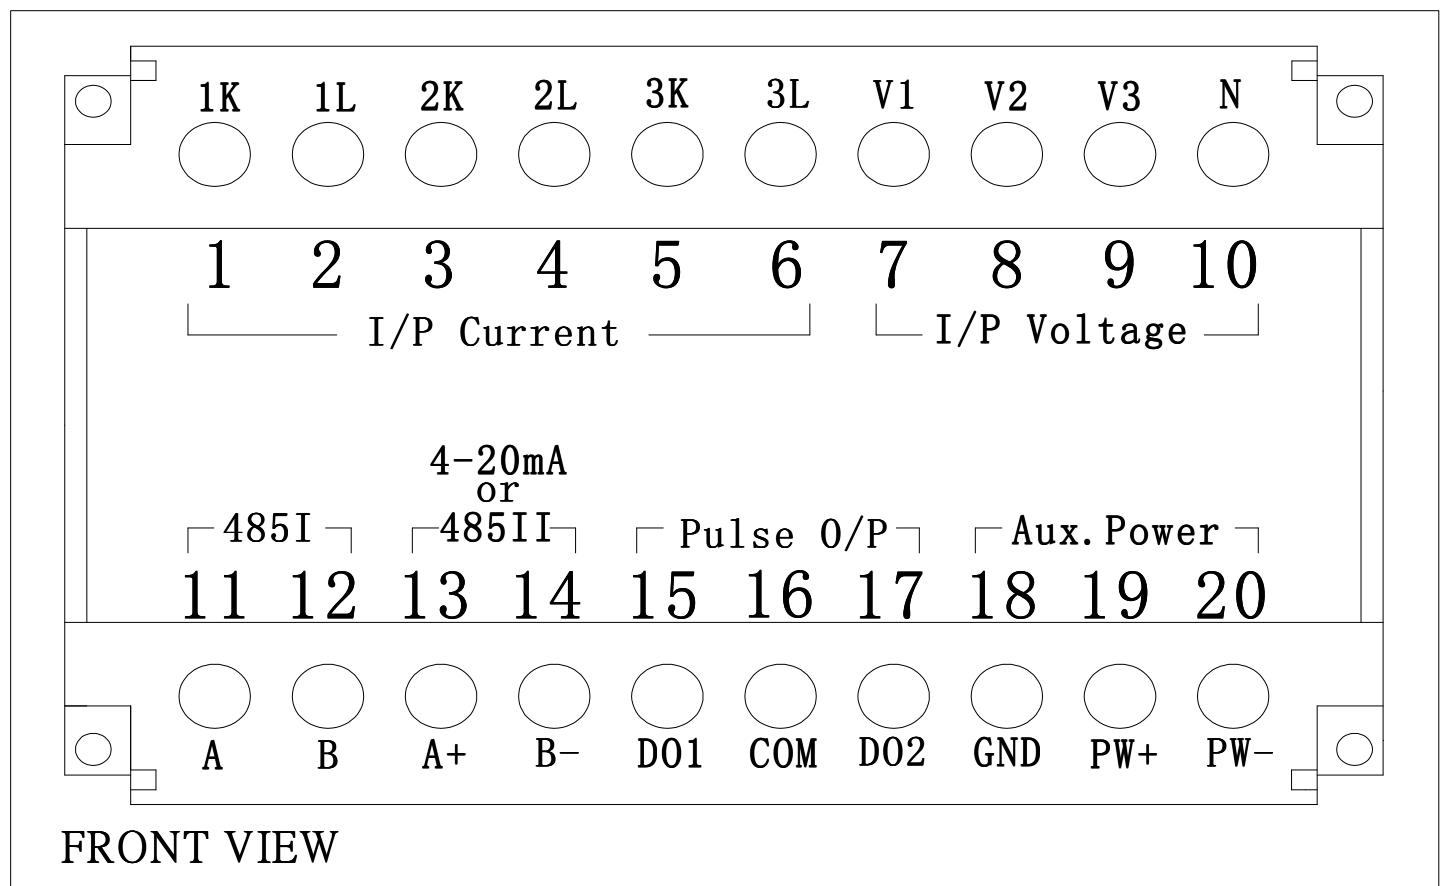 1K 1L 2K 2L 3K 3L V1 V2 V3 N
1 2 3 4 5 6 7 8 9 10
I/P Current I/P Voltage
4-20mA
or
485I 485II Pulse O/P Aux.Power
11 12 13 14 15 16 17 18 19 20
A B A+ B- DO1 COM DO2 GND PW+ PW-
FRONT VIEW